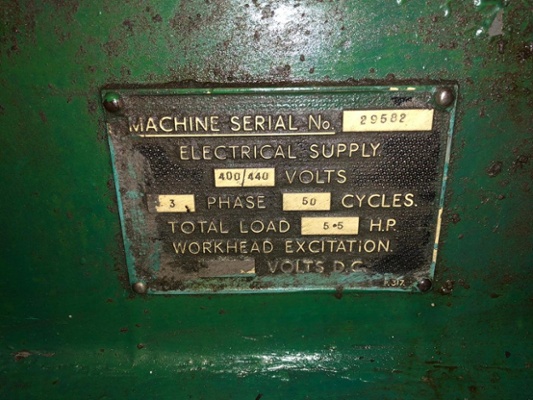 MACHINE SERIAL No. 29582
ELECTRICAL SUPPLY.
400/440 VOLTS
3 PHASE 50 CYCLES.
TOTAL LOAD 5.5 H.P.
WORKHEAD EXCITATION.
VOLTS D.C.
P.317.